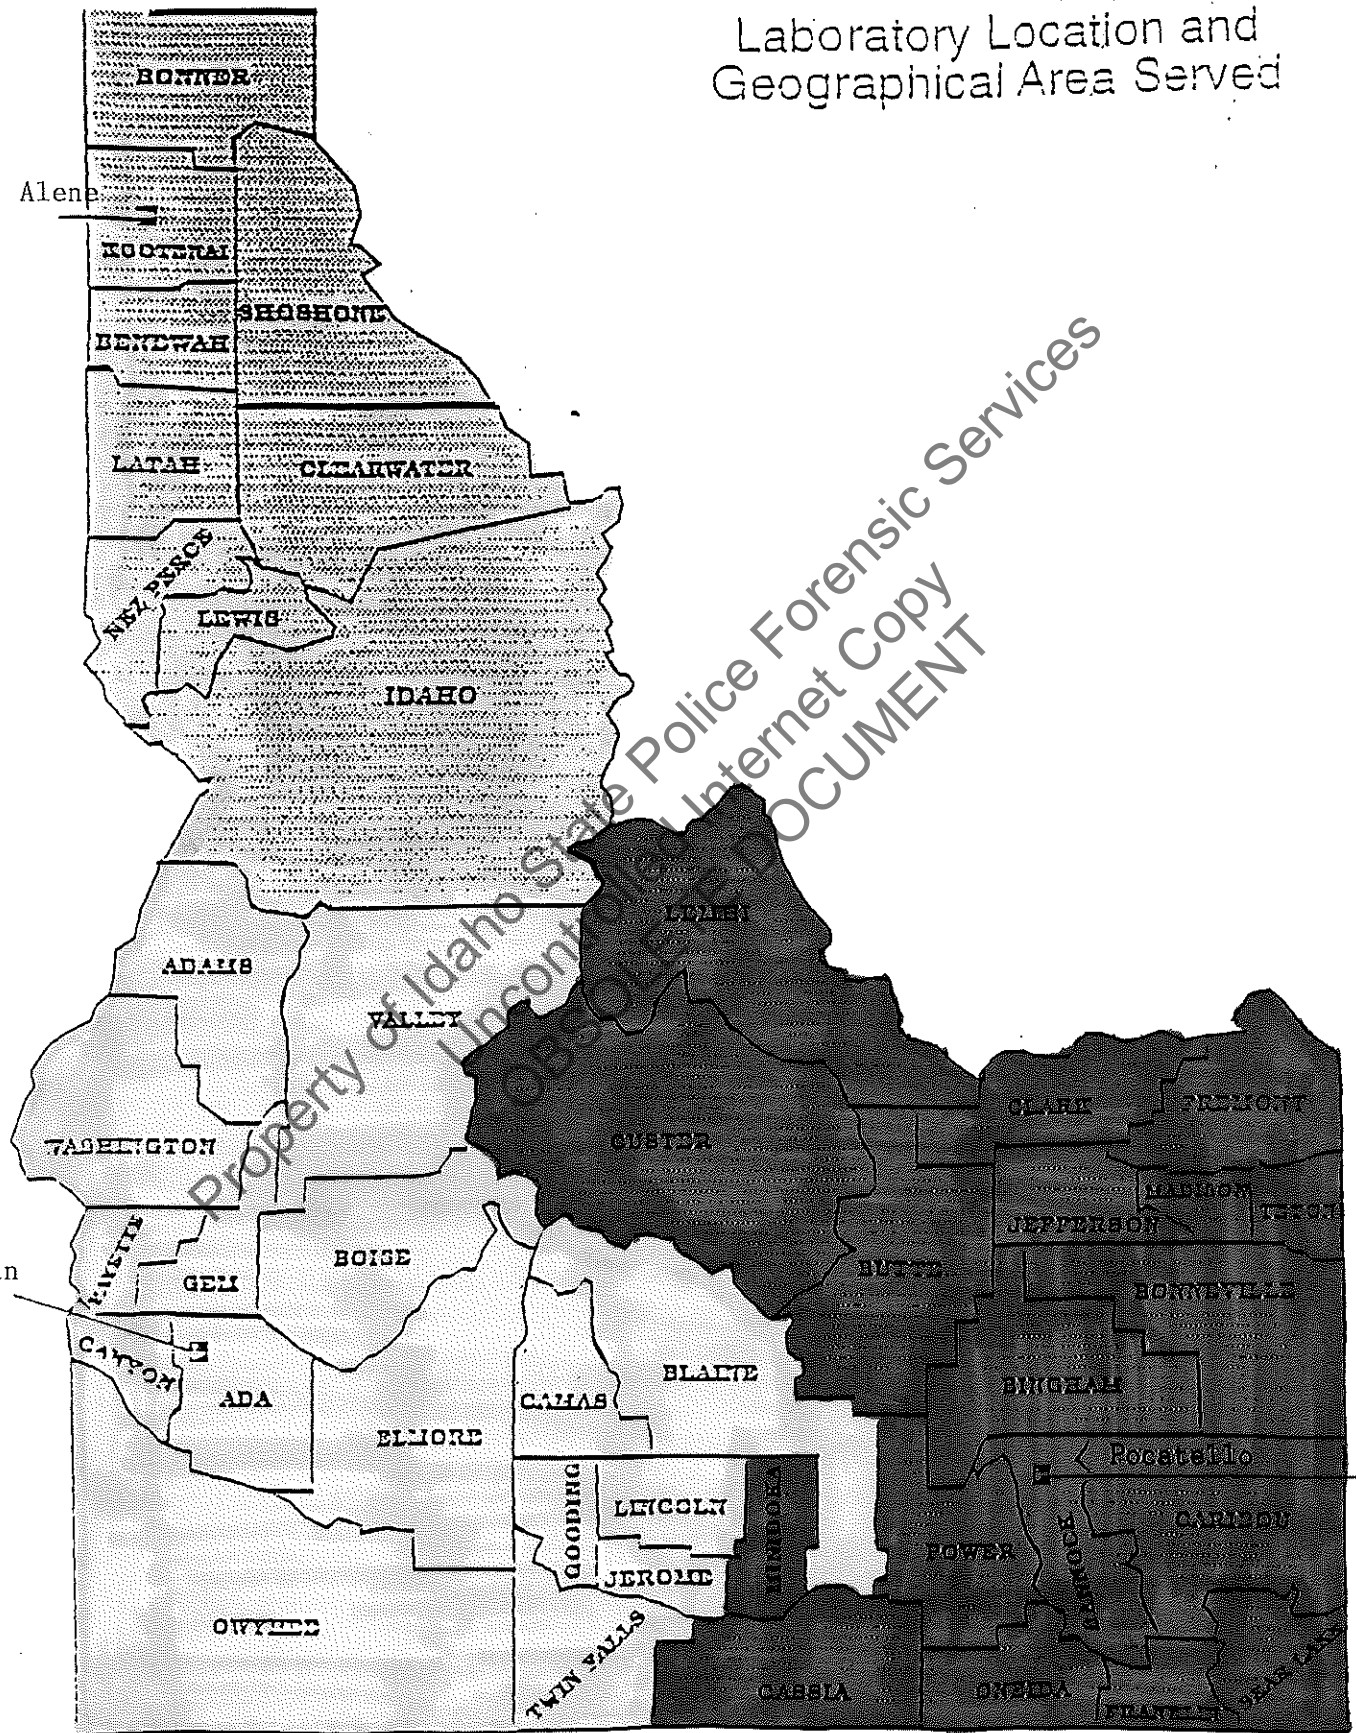 Laboratory Location and
Geographical Area Served
BONNER
Alene
KOOTENAI
SHOSHONE
BENEWAH
LATAH
CLEARWATER
NEZ PERCE
LEWIS
IDAHO
LEMHI
ADAMS
VALLEY
CLARK
FREMONT
CUSTER
WASHINGTON
MADISON
TETON
JEFFERSON
PAYETTE
BOISE
GEM
BUTTE
BONNEVILLE
CANYON
ADA
BLAINE
CAMAS
BINGHAM
ELMORE
Pocatello
GOODING
LINCOLN
MINIDOKA
CARIBOU
POWER
BANNOCK
JEROME
OWYHEE
TWIN FALLS
CASSIA
ONEIDA
FRANKLIN
BEAR LAKE
Property of Idaho State Police Forensic Services
Uncontrolled Internet Copy
OBSOLETE DOCUMENT